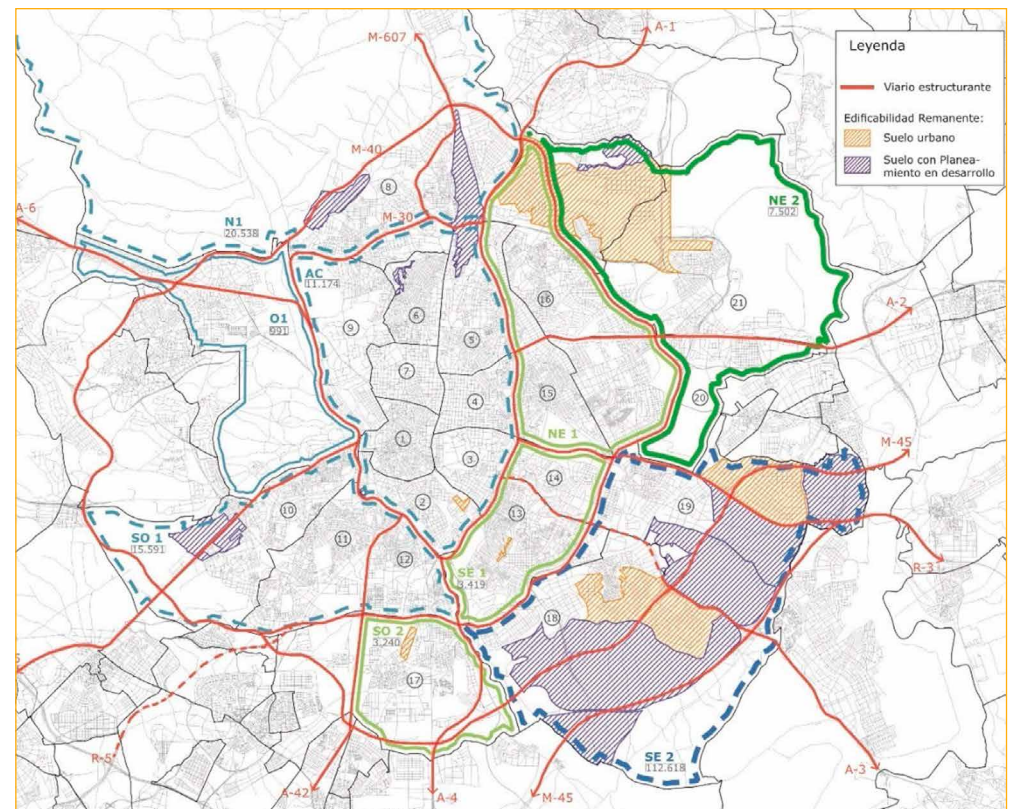 M-607
A-1
Leyenda
Viario estructurante
Edificabilidad Remanente:
Suelo urbano
Suelo con Planea-
miento en desarrollo
M-40
8
A-6
N1
20.538
M-30
NE 2
7.502
AC
11.174
O1
991
9
6
16
21
A-2
5
7
4
15
20
1
NE 1
3
M-45
14
2
10
19
13
SO 1
15.591
11
12
R-3
SE 1
3.419
18
SO 2
3.240
17
R-5
SE 2
112.618
A-42
A-4
M-45
A-3